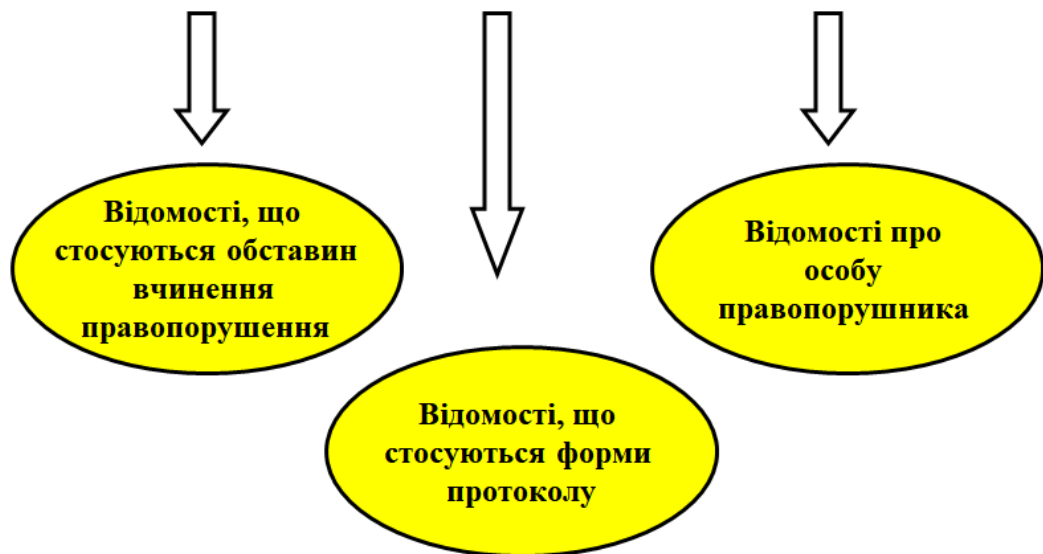 Відомості, що
стосуються обставин
вчинення
правопорушення
Відомості про
особу
правопорушника
Відомості, що
стосуються форми
протоколу